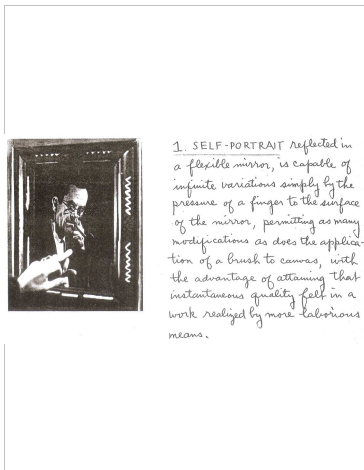 1. SELF-PORTRAIT reflected in
a flexible mirror, is capable of
infinite variations simply by the
pressure of a finger to the surface
of the mirror, permitting as many
modifications as does the applica-
tion of a brush to canvas, with
the advantage of attaining that
instantaneous quality felt in a
work realized by more laborious
means.